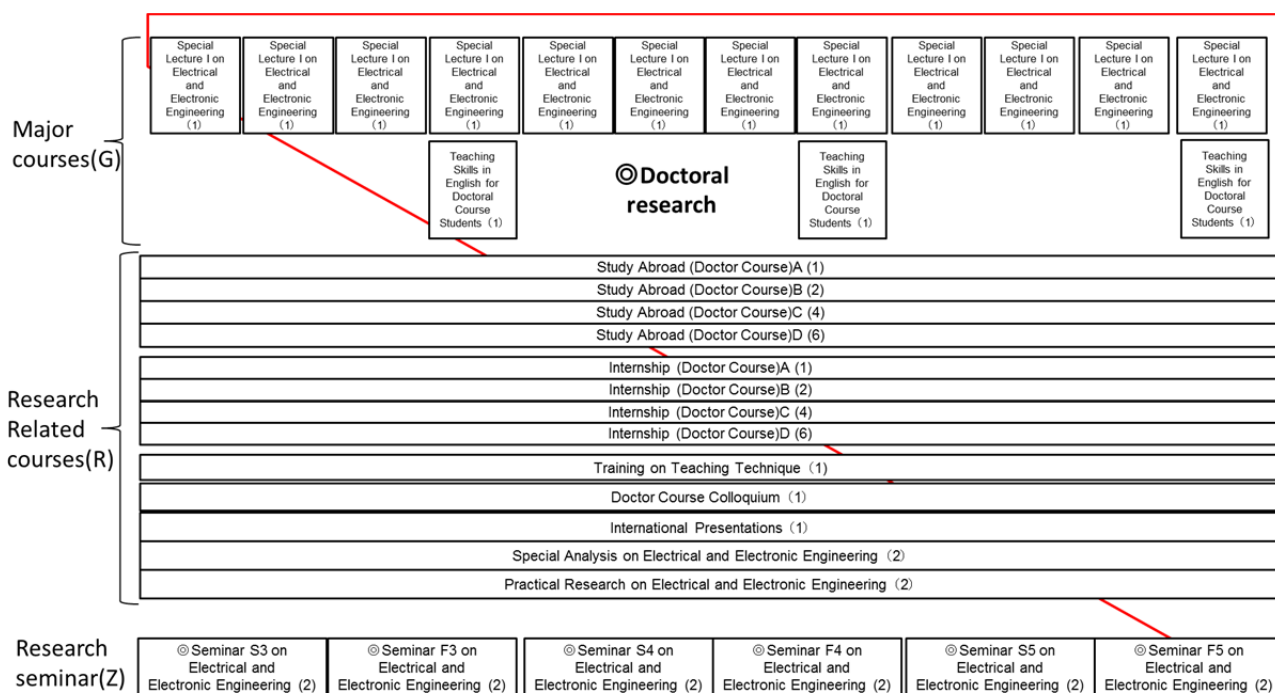 Major
courses(G)
Special
Lecture I on
Electrical
and
Electronic
Engineering
(1)
Special
Lecture I on
Electrical
and
Electronic
Engineering
(1)
Special
Lecture I on
Electrical
and
Electronic
Engineering
(1)
Special
Lecture I on
Electrical
and
Electronic
Engineering
(1)
Special
Lecture I on
Electrical
and
Electronic
Engineering
(1)
Special
Lecture I on
Electrical
and
Electronic
Engineering
(1)
Special
Lecture I on
Electrical
and
Electronic
Engineering
(1)
Special
Lecture I on
Electrical
and
Electronic
Engineering
(1)
Special
Lecture I on
Electrical
and
Electronic
Engineering
(1)
Special
Lecture I on
Electrical
and
Electronic
Engineering
(1)
Special
Lecture I on
Electrical
and
Electronic
Engineering
(1)
Special
Lecture I on
Electrical
and
Electronic
Engineering
(1)
Teaching
Skills in
English for
Doctoral
Course
Students（1）
◎Doctoral
research
Teaching
Skills in
English for
Doctoral
Course
Students（1）
Teaching
Skills in
English for
Doctoral
Course
Students（1）
Research
Related
courses(R)
Study Abroad (Doctor Course)A (1)
Study Abroad (Doctor Course)B (2)
Study Abroad (Doctor Course)C (4)
Study Abroad (Doctor Course)D (6)
Internship (Doctor Course)A (1)
Internship (Doctor Course)B (2)
Internship (Doctor Course)C (4)
Internship (Doctor Course)D (6)
Training on Teaching Technique（1）
Doctor Course Colloquium（1）
International Presentations（1）
Special Analysis on Electrical and Electronic Engineering（2）
Practical Research on Electrical and Electronic Engineering（2）
Research
seminar(Z)
◎Seminar S3 on
Electrical and
Electronic Engineering (2)
◎Seminar F3 on
Electrical and
Electronic Engineering (2)
◎Seminar S4 on
Electrical and
Electronic Engineering (2)
◎Seminar F4 on
Electrical and
Electronic Engineering (2)
◎Seminar S5 on
Electrical and
Electronic Engineering (2)
◎Seminar F5 on
Electrical and
Electronic Engineering (2)